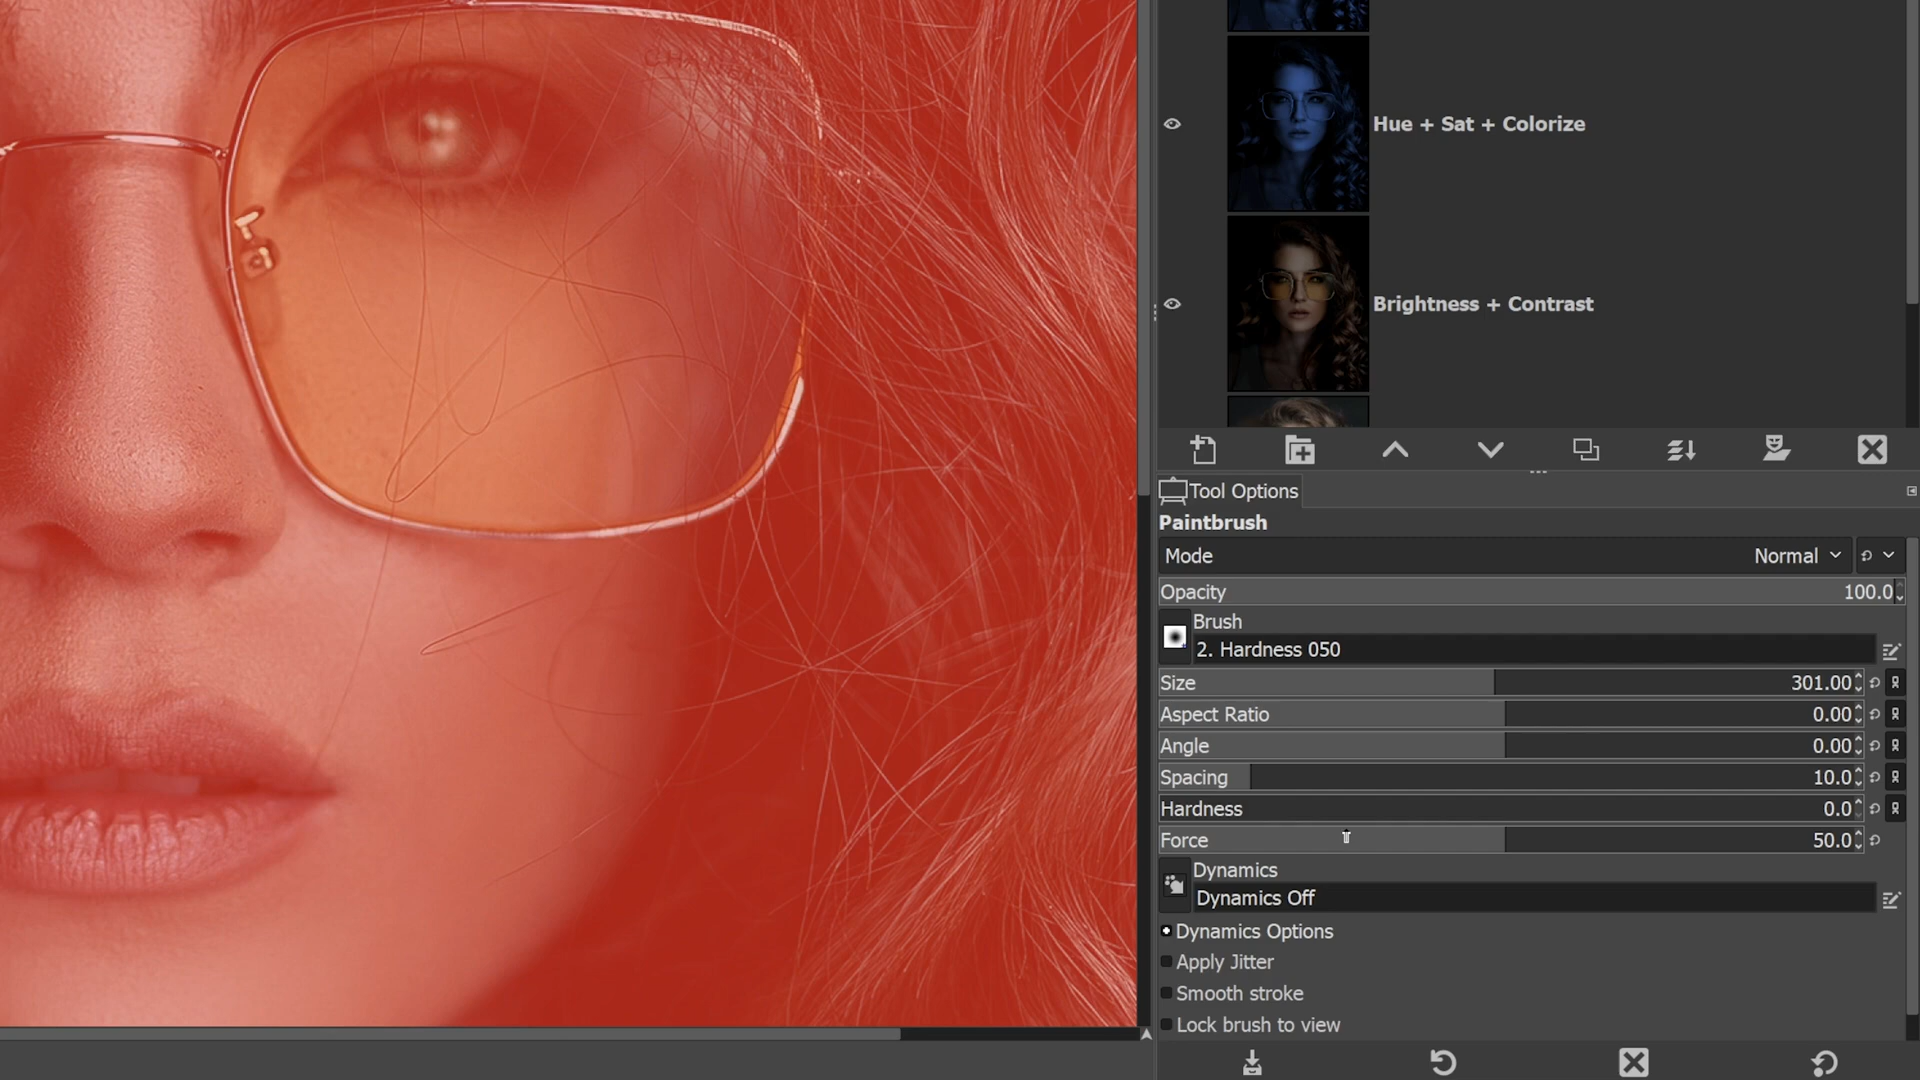 Hue + Sat + Colorize
Brightness + Contrast
Tool Options
Paintbrush
Mode Normal
Opacity 100.0
Brush
2. Hardness 050
Size 301.00
Aspect Ratio 0.00
Angle 0.00
Spacing 10.0
Hardness 0.0
Force 50.0
Dynamics
Dynamics Off
Dynamics Options
Apply Jitter
Smooth stroke
Lock brush to view